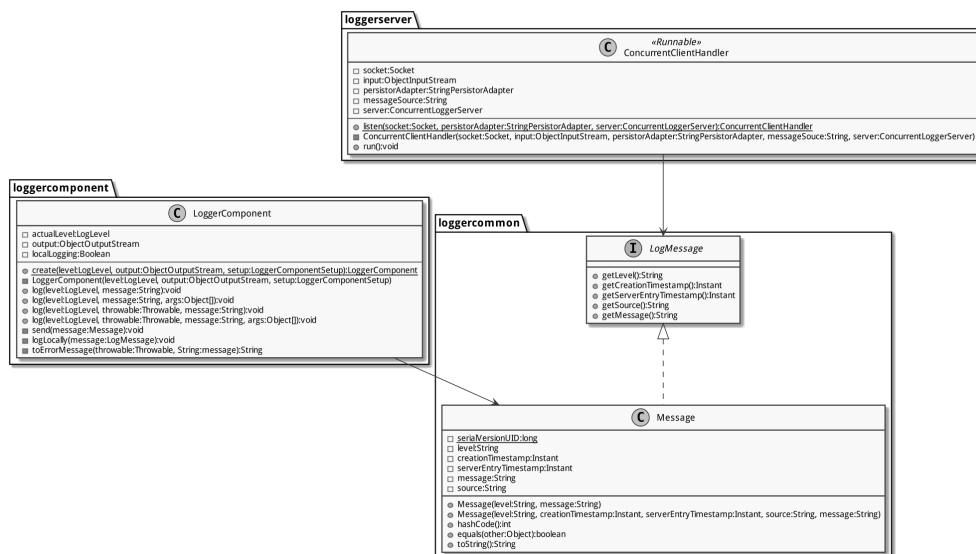 loggerserver
C
«Runnable»
ConcurrentClientHandler
socket:Socket
input:ObjectInputStream
persistorAdapter:StringPersistorAdapter
messageSource:String
server:ConcurrentLoggerServer
listen(socket:Socket, persistorAdapter:StringPersistorAdapter, server:ConcurrentLoggerServer):ConcurrentClientHandler
ConcurrentClientHandler(socket:Socket, input:ObjectInputStream, persistorAdapter:StringPersistorAdapter, messageSouce:String, server:ConcurrentLoggerServer)
run():void
loggercomponent
C LoggerComponent
actualLevel:LogLevel
output:ObjectOutputStream
localLogging:Boolean
create(level:LogLevel, output:ObjectOutputStream, setup:LoggerComponentSetup):LoggerComponent
LoggerComponent(level:LogLevel, output:ObjectOutputStream, setup:LoggerComponentSetup)
log(level:LogLevel, message:String):void
log(level:LogLevel, message:String, args:Object[]):void
log(level:LogLevel, throwable:Throwable, message:String):void
log(level:LogLevel, throwable:Throwable, message:String, args:Object[]):void
send(message:Message):void
logLocally(message:LogMessage):void
toErrorMessage(throwable:Throwable, String:message):String
loggercommon
I LogMessage
getLevel():String
getCreationTimestamp():Instant
getServerEntryTimestamp():Instant
getSource():String
getMessage():String
C Message
serialVersionUID:long
level:String
creationTimestamp:Instant
serverEntryTimestamp:Instant
message:String
source:String
Message(level:String, message:String)
Message(level:String, creationTimestamp:Instant, serverEntryTimestamp:Instant, source:String, message:String)
hashCode():int
equals(other:Object):boolean
toString():String